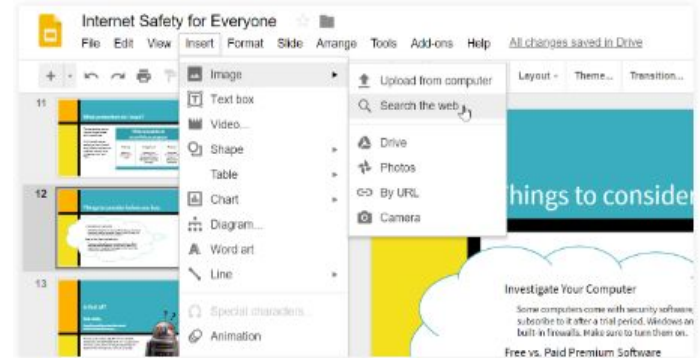 Internet Safety for Everyone
File Edit View Insert Format Slide Arrange Tools Add-ons Help All changes saved in Drive
Image
Upload from computer
Layout Theme... Transition...
11
Text box
Search the web
Video...
Shape
Drive
Table
Photos
12
Chart
By URL
Things to consider
Diagram...
Camera
Word art
Line
13
Investigate Your Computer
Special characters...
Some computers come with security software,
subscribe to it after a trial period. Windows an
Animation
built-in firewalls. Make sure to turn them on.
Free vs. Paid Premium Software